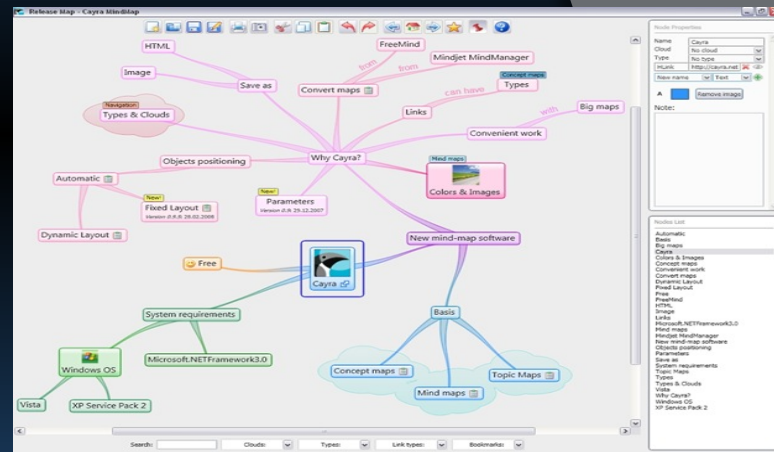 Release Map - Cayra MindMap
HTML
Image
Save as
FreeMind
from
from
Mindjet MindManager
Convert maps
Concept maps
Types
can have
Links
with
Big maps
Convenient work
Navigation
Types & Clouds
Objects positioning
Why Cayra?
Automatic
New!
Fixed Layout
Version 0.9.5: 28.02.2008
Dynamic Layout
New!
Parameters
Version 0.9: 29.12.2007
Mind maps
Colors & Images
New mind-map software
Free
Cayra
System requirements
Microsoft.NETFramework3.0
Windows OS
Vista
XP Service Pack 2
Basis
Concept maps
Mind maps
Topic Maps
Search:
Clouds:
Types:
Link types:
Bookmarks:
Node Properties
Name Cayra
Cloud No cloud
Type No type
HLink http://cayra.net
New name Text
A Remove image
Note:
Nodes List
Automatic
Basis
Big maps
Cayra
Colors & Images
Concept maps
Convenient work
Convert maps
Dynamic Layout
Fixed Layout
Free
FreeMind
HTML
Image
Links
Microsoft.NETFramework3.0
Mind maps
Mindjet MindManager
New mind-map software
Objects positioning
Parameters
Save as
System requirements
Topic Maps
Types
Types & Clouds
Vista
Why Cayra?
Windows OS
XP Service Pack 2